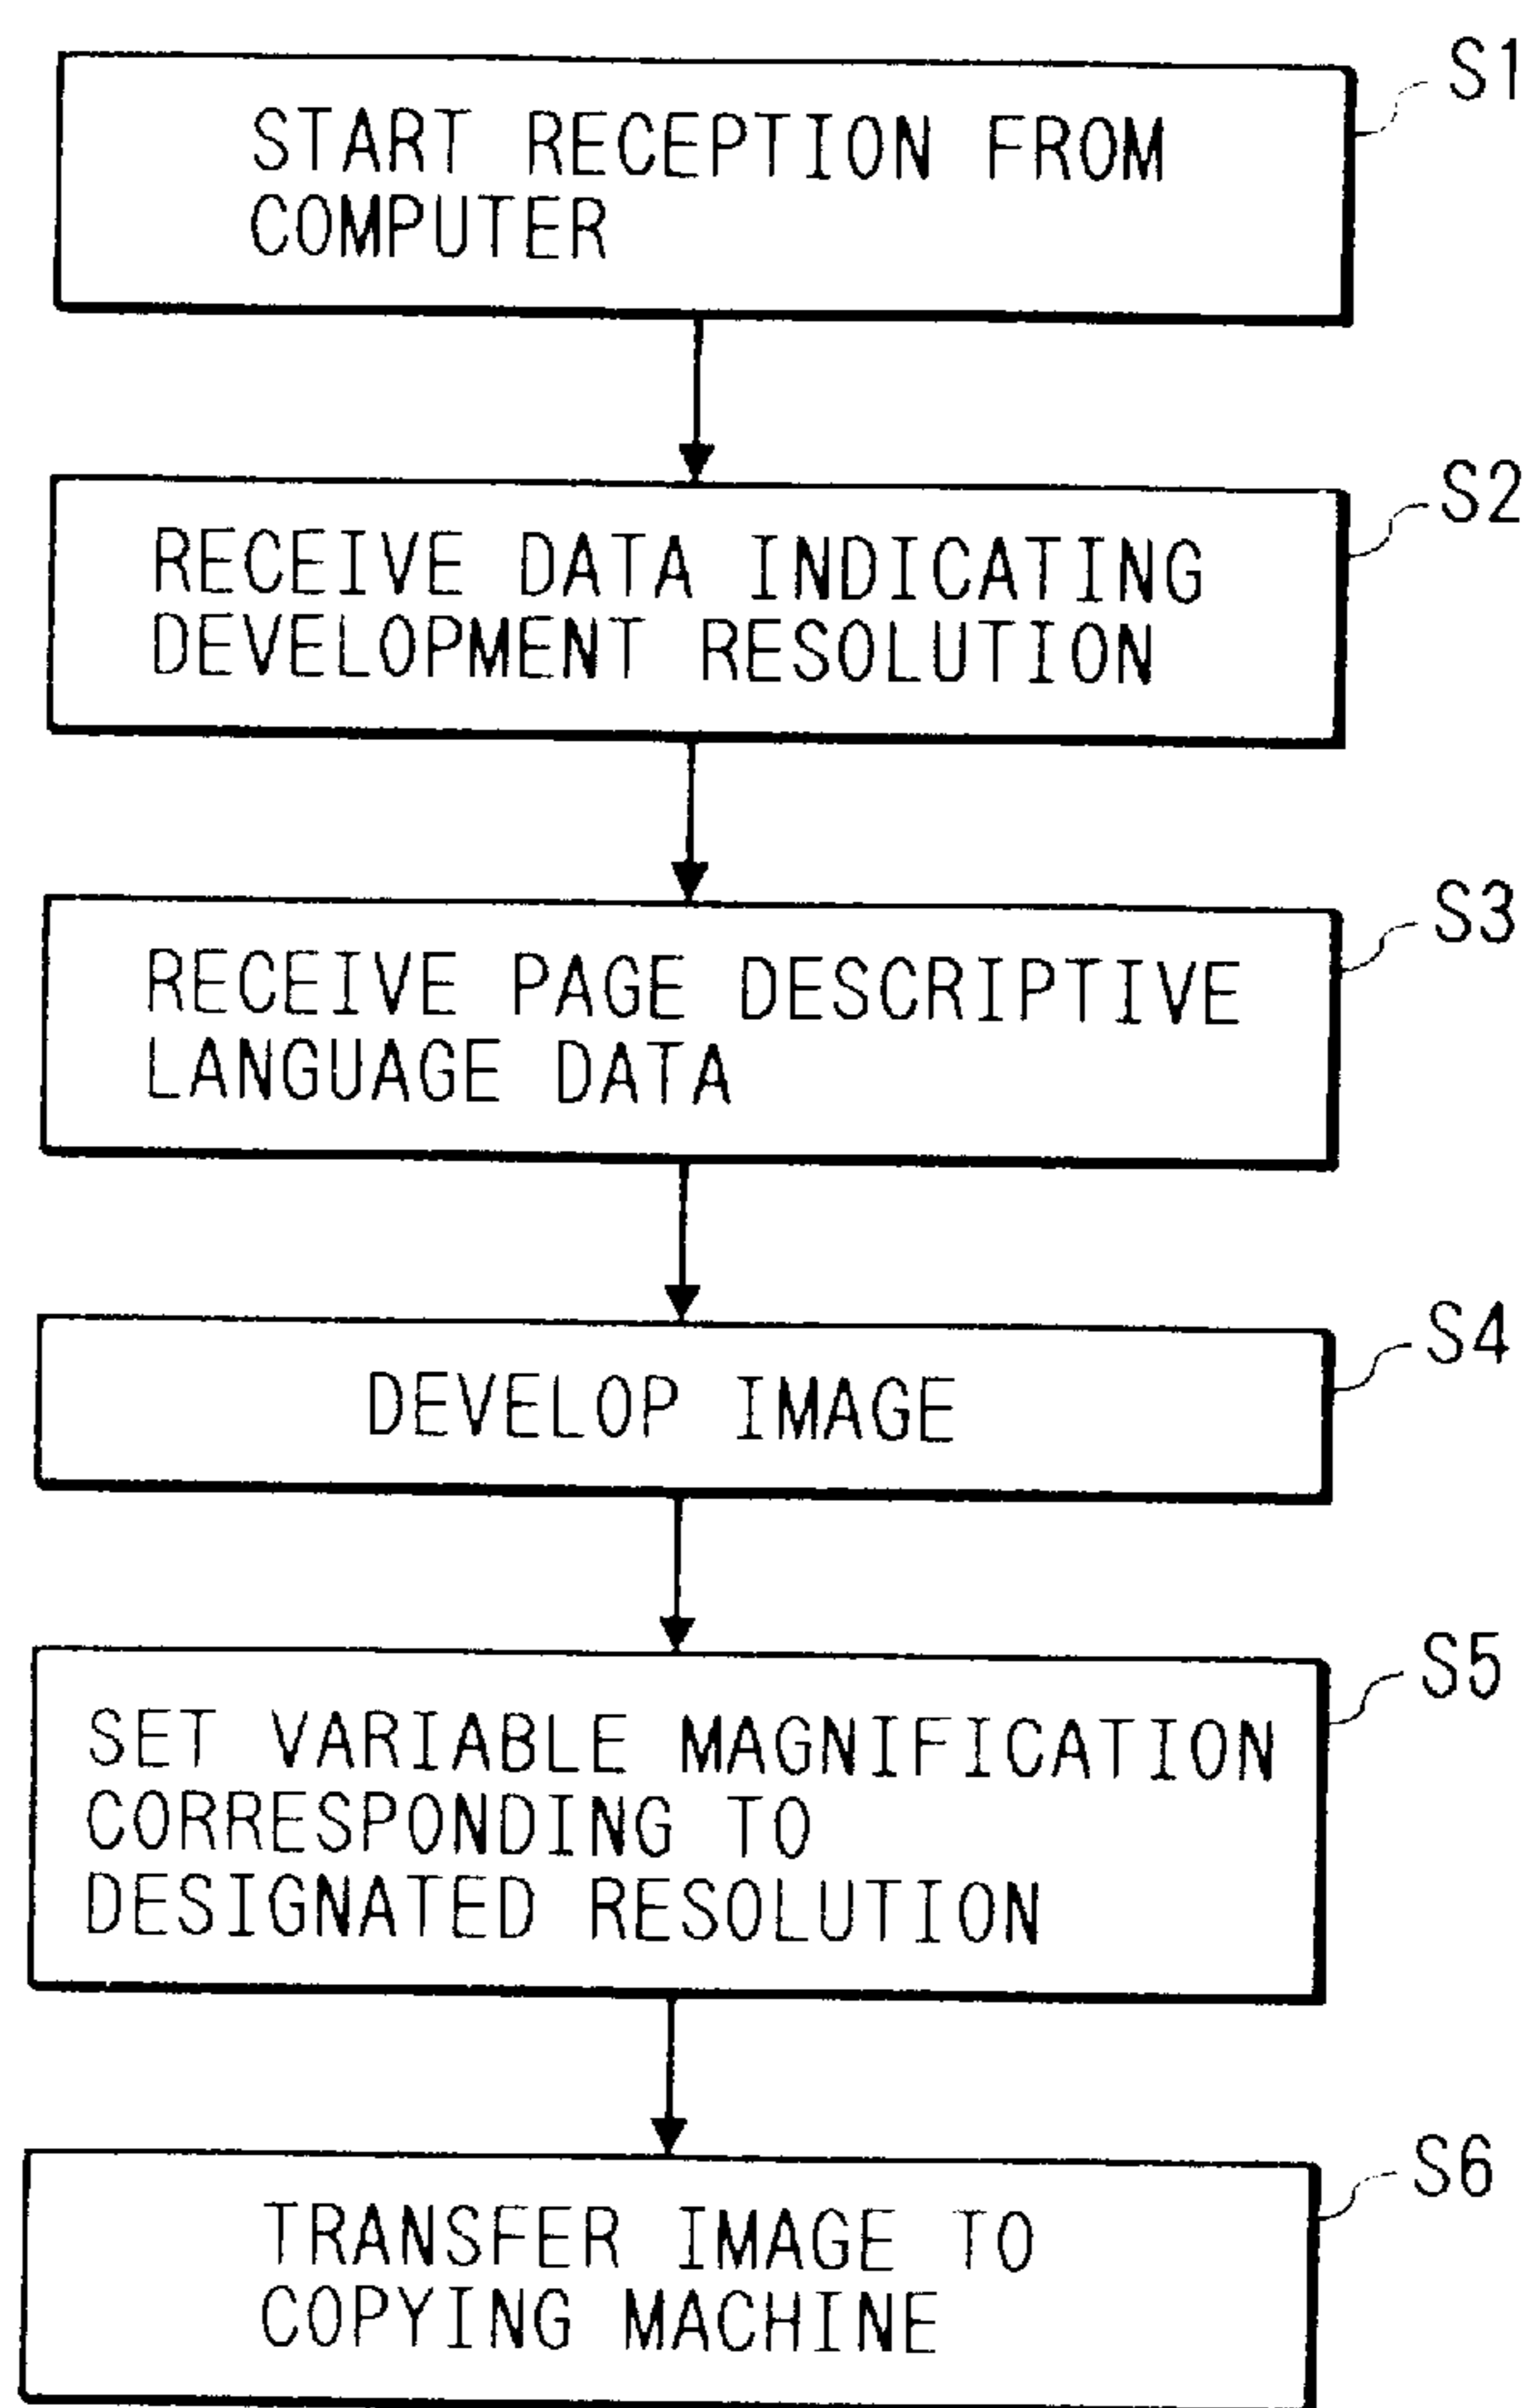 S1
START RECEPTION FROM
COMPUTER
S2
RECEIVE DATA INDICATING
DEVELOPMENT RESOLUTION
S3
RECEIVE PAGE DESCRIPTIVE
LANGUAGE DATA
S4
DEVELOP IMAGE
S5
SET VARIABLE MAGNIFICATION
CORRESPONDING TO
DESIGNATED RESOLUTION
S6
TRANSFER IMAGE TO
COPYING MACHINE